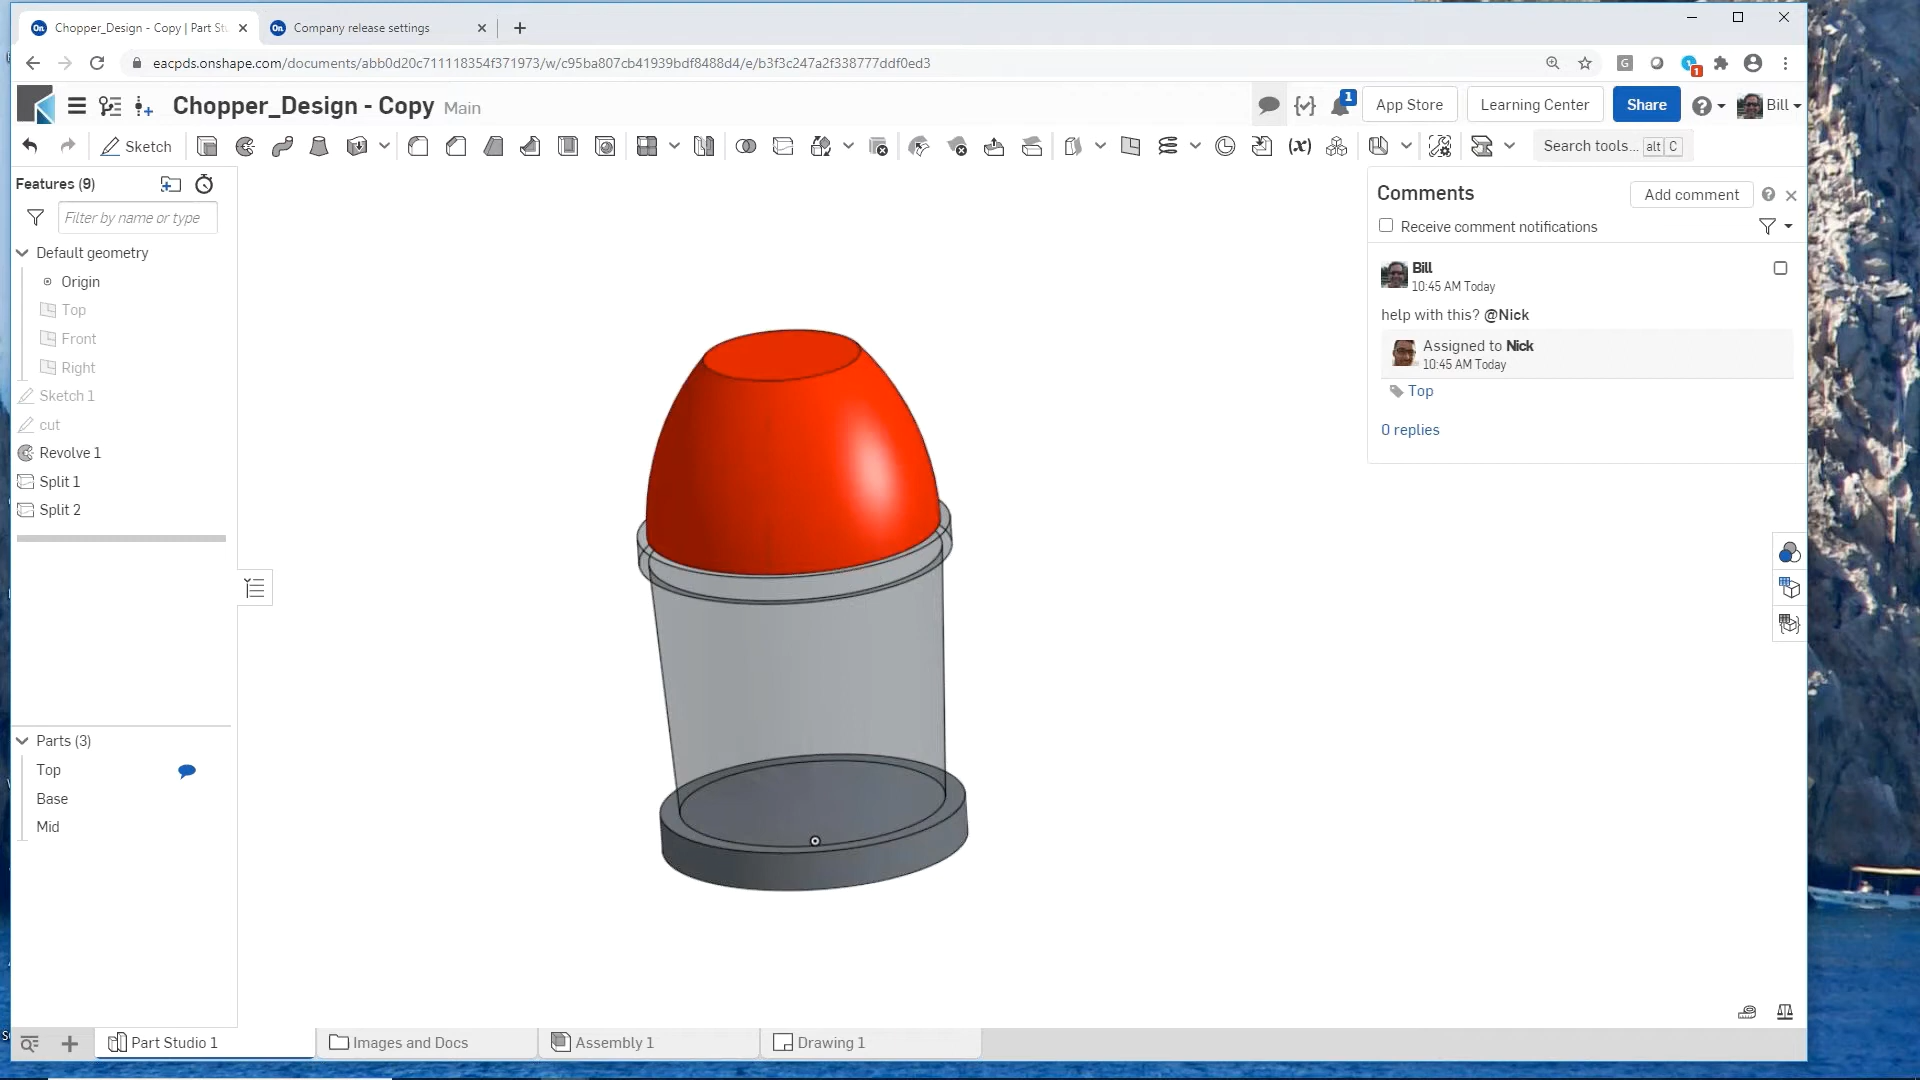 On Chopper_Design - Copy | Part St
On Company release settings
eacpds.onshape.com/documents/abb0d20c711118354f371973/w/c95ba807cb41939bdf8488d4/e/b3f3c247a2f338777ddf0ed3
G
1
Chopper_Design - Copy Main
1
App Store
Learning Center
Share
Bill
Sketch
(x)
Search tools... alt C
Features (9)
Filter by name or type
Default geometry
Origin
Top
Front
Right
Sketch 1
cut
Revolve 1
Split 1
Split 2
Parts (3)
Top
Base
Mid
Comments
Add comment
Receive comment notifications
Bill
10:45 AM Today
help with this? @Nick
Assigned to Nick
10:45 AM Today
Top
0 replies
Part Studio 1
Images and Docs
Assembly 1
Drawing 1